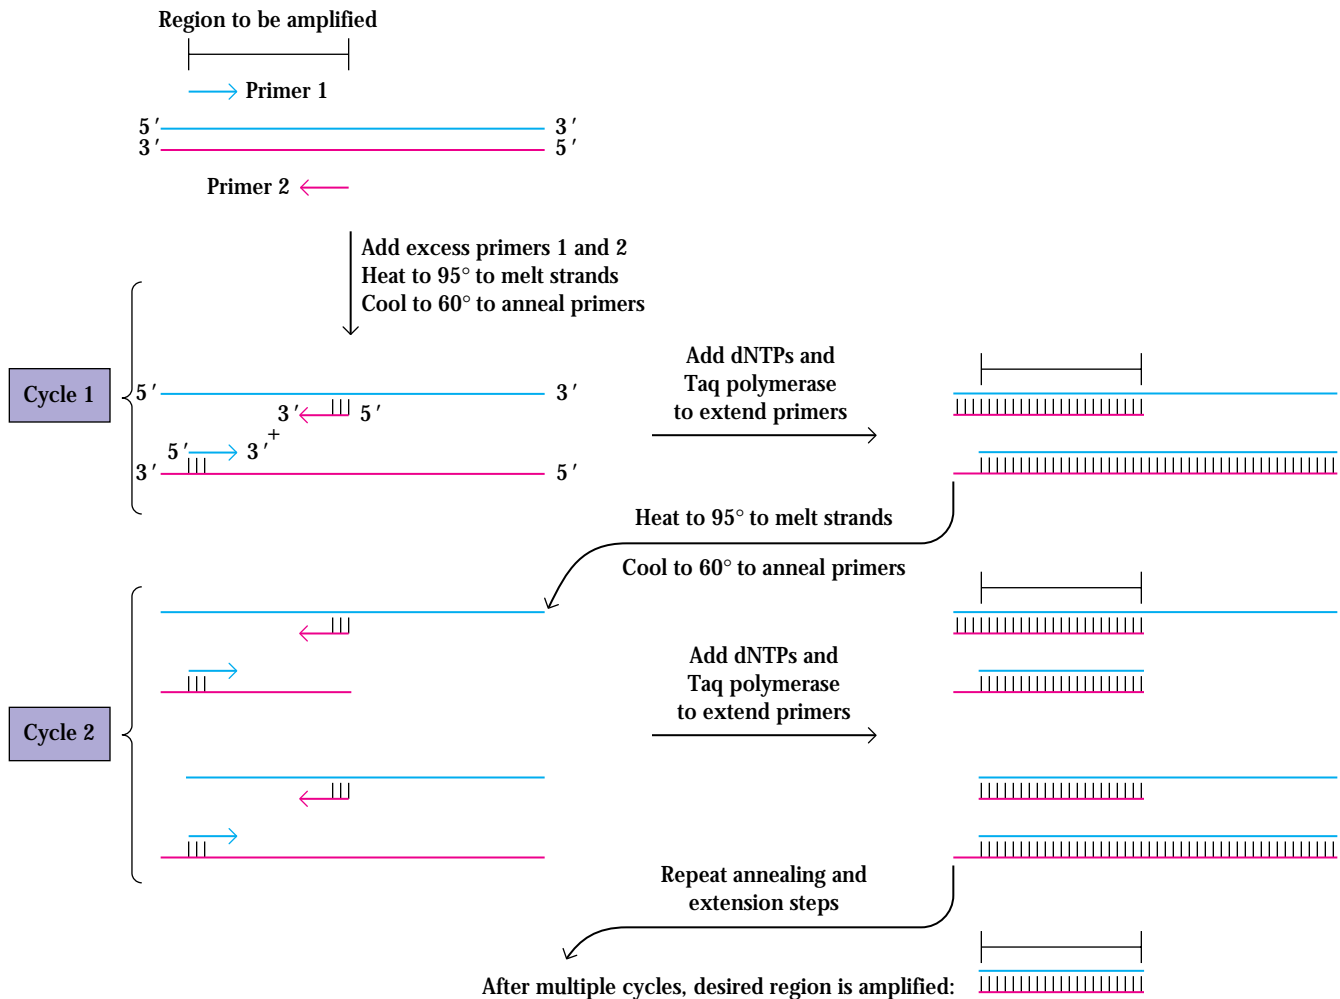 Region to be amplified
Primer 1
5′ 3′
3′ 5′
Primer 2
Add excess primers 1 and 2
Heat to 95° to melt strands
Cool to 60° to anneal primers
Cycle 1
5′ 3′
3′ 5′
+
5′ 3′
3′ 5′
Add dNTPs and
Taq polymerase
to extend primers
Heat to 95° to melt strands
Cool to 60° to anneal primers
Cycle 2
Add dNTPs and
Taq polymerase
to extend primers
Repeat annealing and
extension steps
After multiple cycles, desired region is amplified: